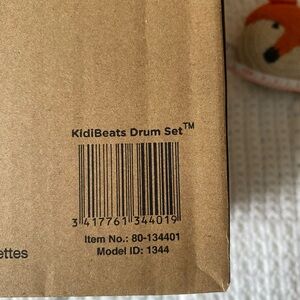 KidiBeats Drum Set™
3 417761 344019
Item No.: 80-134401
Model ID: 1344
ettes